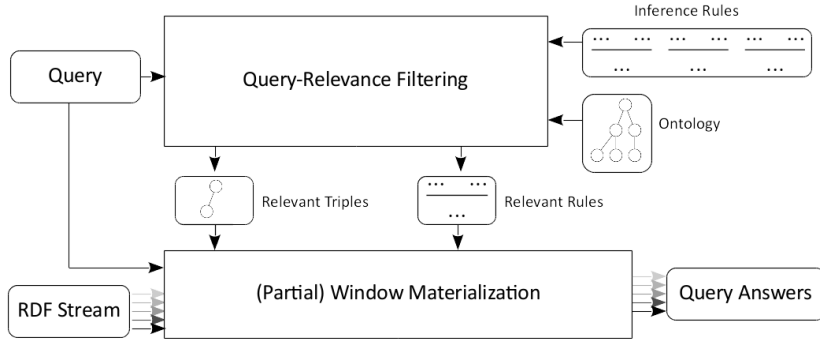 Inference Rules
... ... ... ... ... ...
... ... ...
Query
Query-Relevance Filtering
Ontology
Relevant Triples
... ...
...
Relevant Rules
(Partial) Window Materialization
RDF Stream
Query Answers